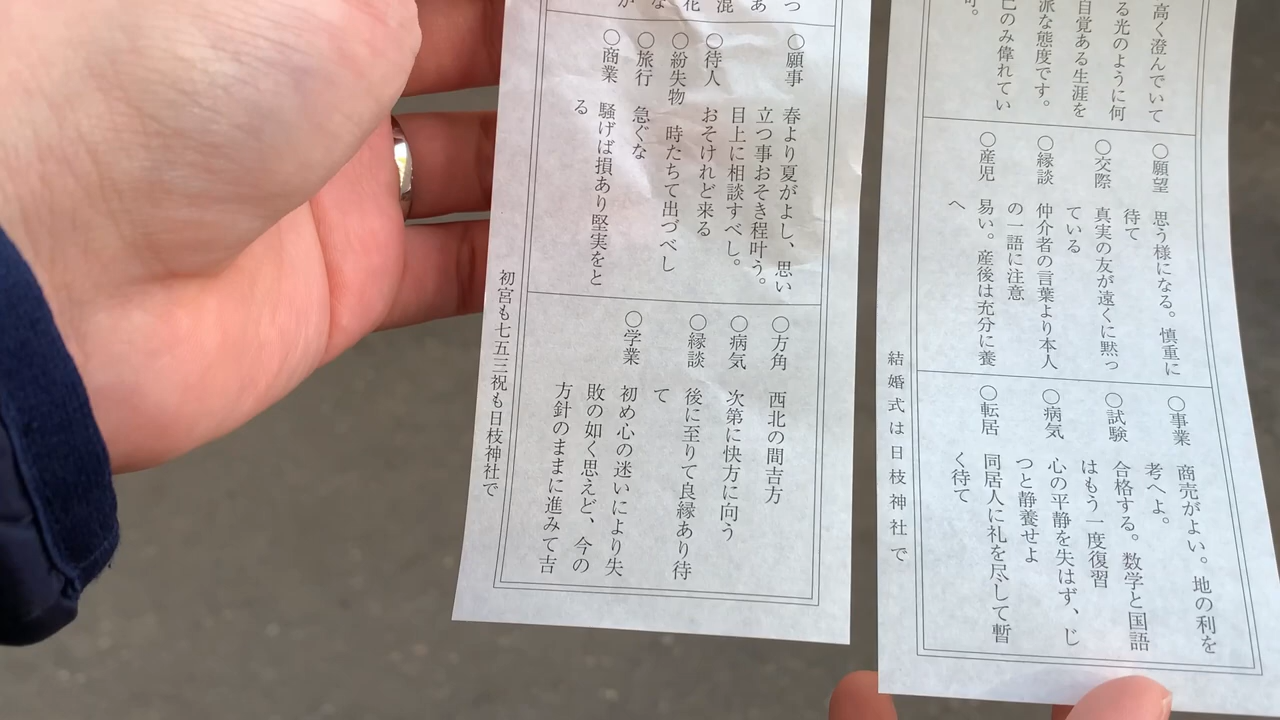 高く澄んでいて
る光のように何
自覚ある生涯を
派な態度です。
己のみ偉れてい
可。
○願望 思う様になる。慎重に
待て
○交際 真実の友が遠くに黙っ
ている
○縁談 仲介者の言葉より本人
の一語に注意
○産児 易い。産後は充分に養
へ
○事業 商売がよい。地の利を
考へよ。
○試験 合格する。数学と国語
はもう一度復習
○病気 心の平静を失はず、じ
つと静養せよ
○転居 同居人に礼を尽して暫
く待て
結婚式は日枝神社で
つ
あ
混
花
な
が
○願事 春より夏がよし、思い
立つ事おそき程叶う。
目上に相談すべし。
○待人 おそけれど来る
○紛失物 時たちて出づべし
○旅行 急ぐな
○商業 騒げば損あり堅実をと
る
○方角 西北の間吉方
○病気 次第に快方に向う
○縁談 後に至りて良縁あり待
て
○学業 初め心の迷いにより失
敗の如く思えど、今の
方針のままに進みて吉
初宮も七五三祝も日枝神社で